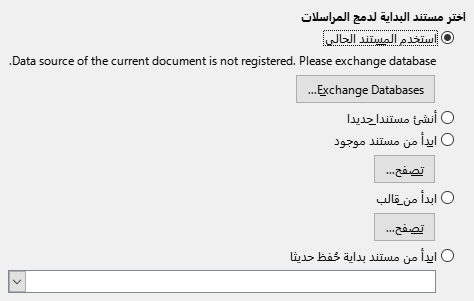 اختر مستند البداية لدمج المراسلات
استخدم المستند الحالي
Data source of the current document is not registered. Please exchange database.
Exchange Databases...
أنشئ مستندا جديدا
ابدأ من مستند موجود
تصفح...
ابدأ من قالب
تصفح...
ابدأ من مستند بداية حُفظ حديثا